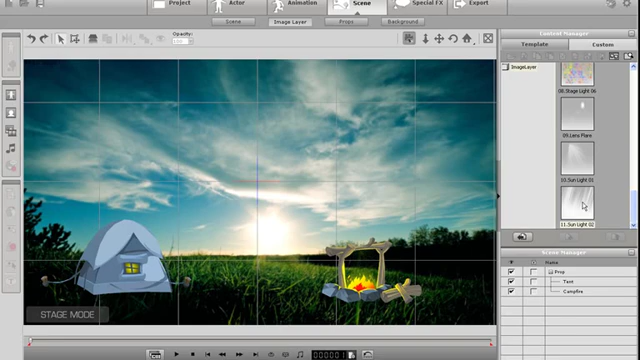 Project
Actor
Animation
Scene
Special FX
Export
Scene
Image Layer
Props
Background
Opacity:
Content Manager
Template
Custom
ImageLayer
08.Stage Light 06
09.Lens Flare
10.Sun Light 01
11.Sun Light 02
Scene Manager
Name
Prop
Tent
Campfire
STAGE MODE
000001